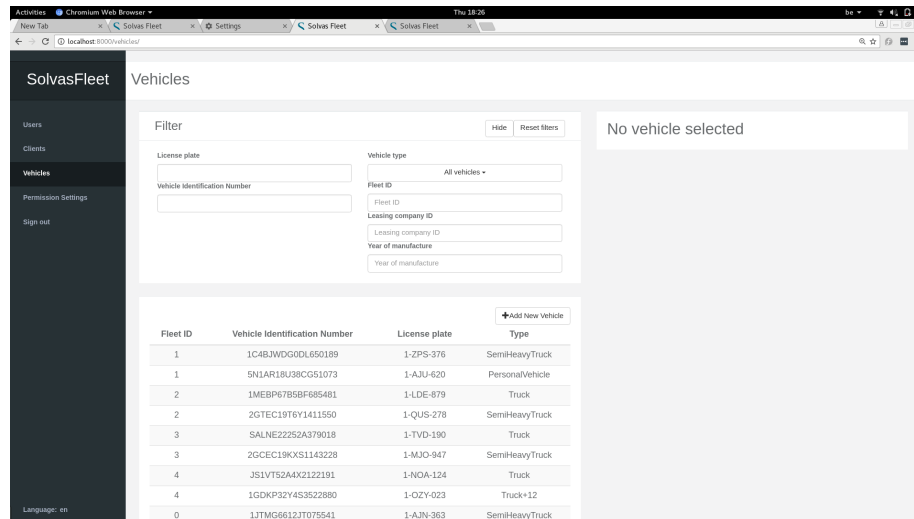 Activities Chromium Web Browser Thu 18:26 be
New Tab Solvas Fleet Settings Solvas Fleet Solvas Fleet
localhost:8000/vehicles/
SolvasFleet
Vehicles
Users
Clients
Vehicles
Permission Settings
Sign out
Language: en
Filter
Hide Reset filters
License plate
Vehicle Identification Number
Vehicle type
All vehicles
Fleet ID
Fleet ID
Leasing company ID
Leasing company ID
Year of manufacture
Year of manufacture
No vehicle selected
+Add New Vehicle
Fleet ID Vehicle Identification Number License plate Type
1 1C4BJWDG0DL650189 1-ZPS-376 SemiHeavyTruck
1 5N1AR18U38CG51073 1-AJU-620 PersonalVehicle
2 1MEBP67B5BF685481 1-LDE-879 Truck
2 2GTEC19T6Y1411550 1-QUS-278 SemiHeavyTruck
3 SALNE22252A379018 1-TVD-190 Truck
3 2GCEC19KXS1143228 1-MJO-947 SemiHeavyTruck
4 JS1VT52A4X2122191 1-NOA-124 Truck
4 1GDKP32Y4S3522880 1-OZY-023 Truck+12
0 1JTMG6612JT075541 1-AJN-363 SemiHeavyTruck